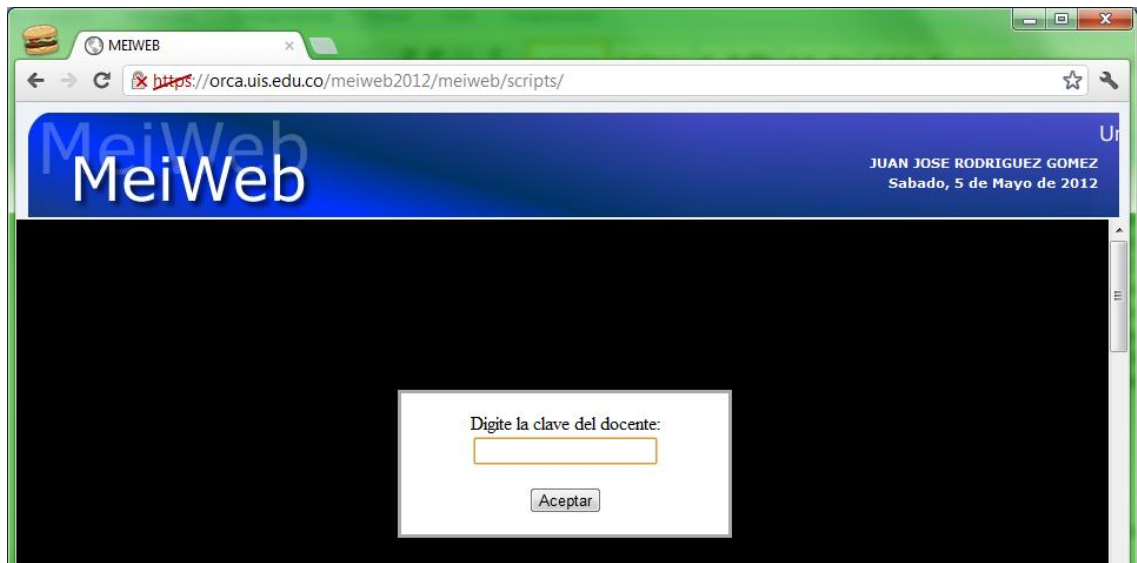 MEIWEB
https://orca.uis.edu.co/meiweb2012/meiweb/scripts/
MeiWeb
MeiWeb
Ur
JUAN JOSE RODRIGUEZ GOMEZ
Sabado, 5 de Mayo de 2012
Digite la clave del docente:
Aceptar